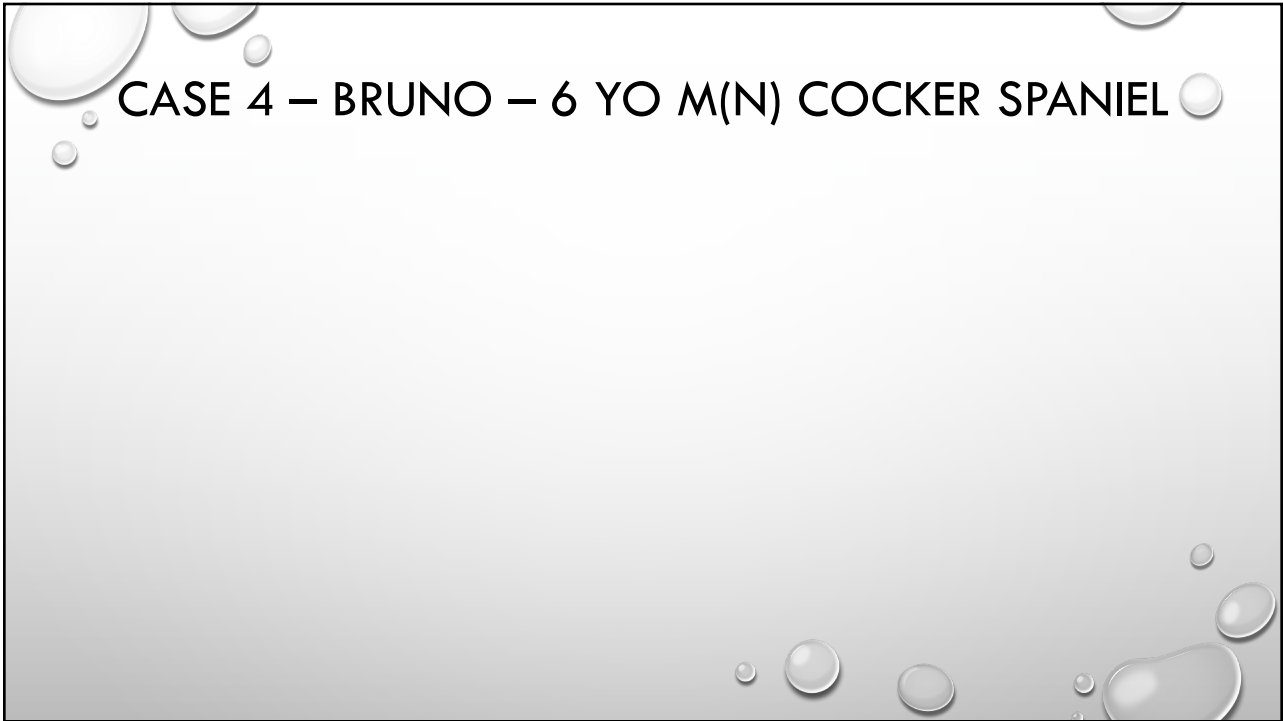 CASE 4 – BRUNO – 6 YO M(N) COCKER SPANIEL